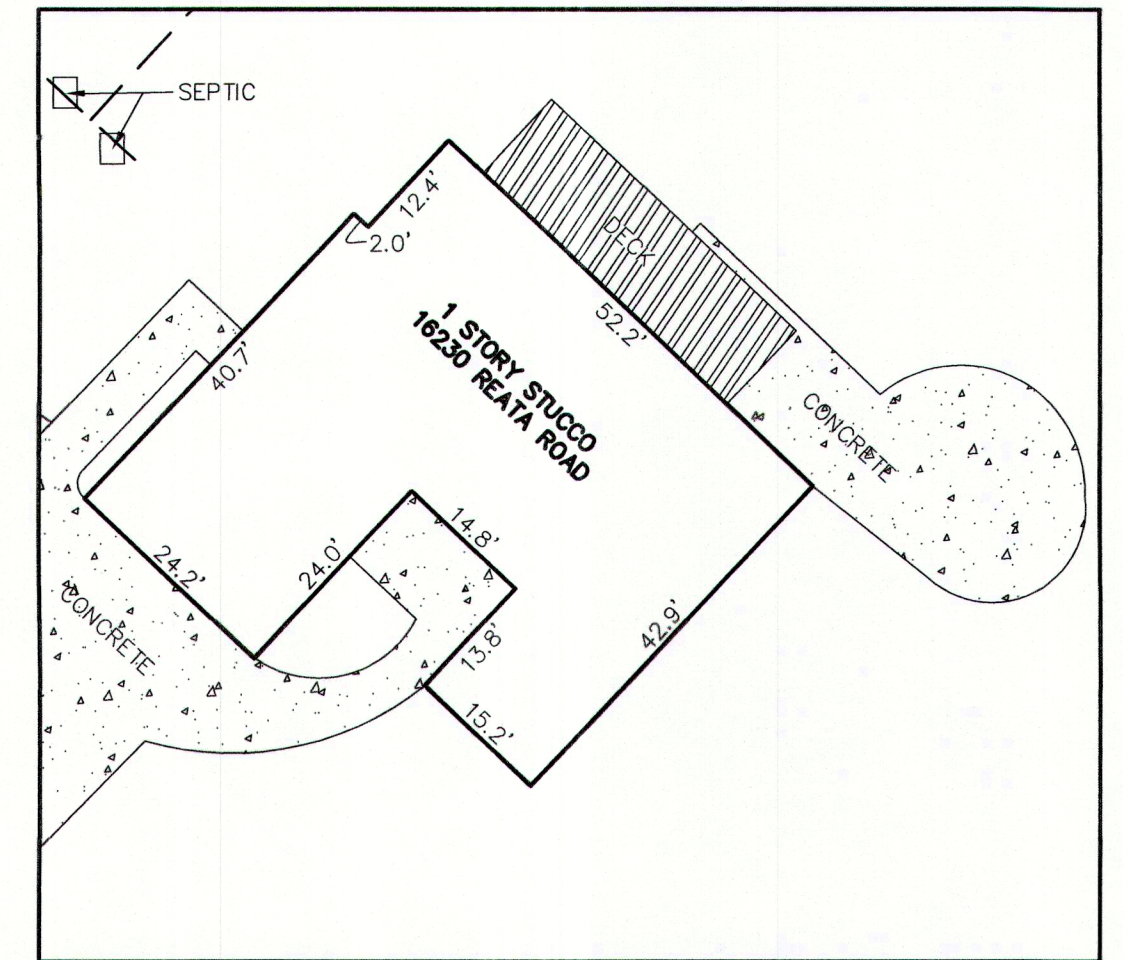 SEPTIC
12.4'
2.0'
DECK
52.2'
1 STORY STUCCO
16230 REATA ROAD
40.7'
CONCRETE
14.8'
24.0'
24.2'
CONCRETE
42.9'
13.8'
15.2'